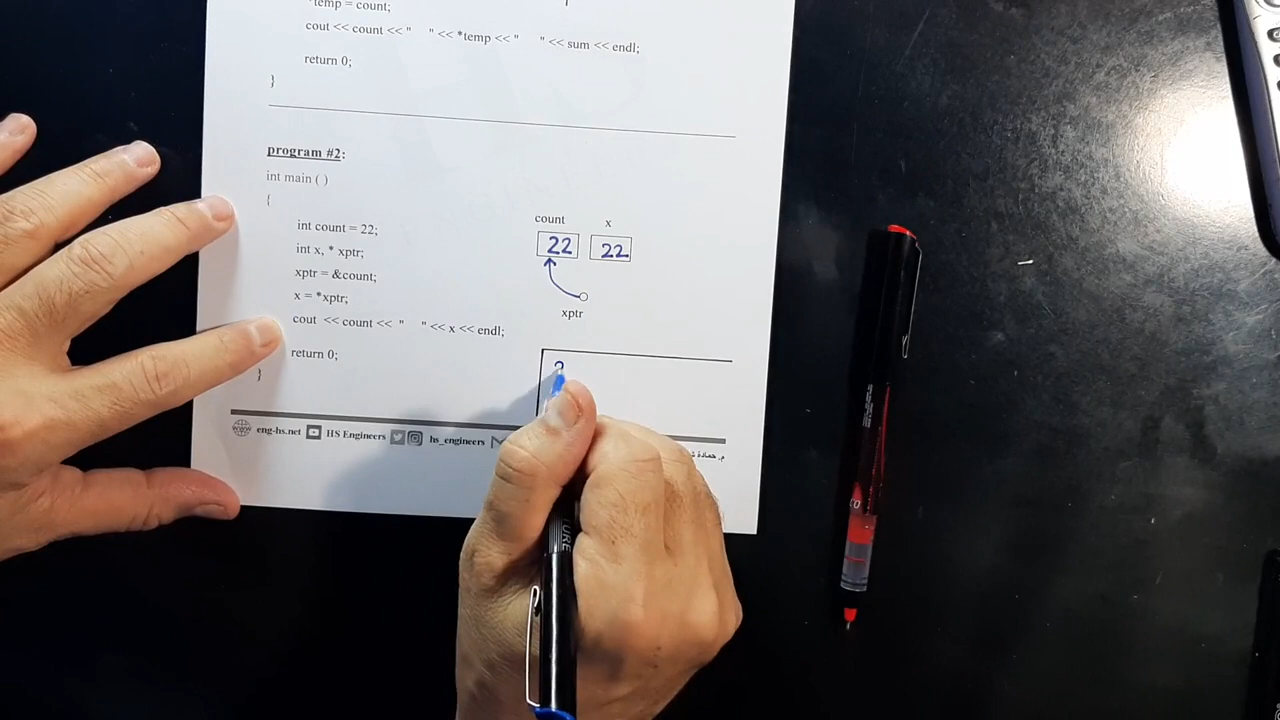 *temp = count;
cout << count << "    " << *temp << "    " << sum << endl;
return 0;
}
program #2:
int main ( )
{
int count = 22;
int x, * xptr;
xptr = &count;
x = *xptr;
cout << count << "    " << x << endl;
return 0;
}
count x
22 22
xptr
eng-hs.net HS Engineers hs_engineers
م. حمادة